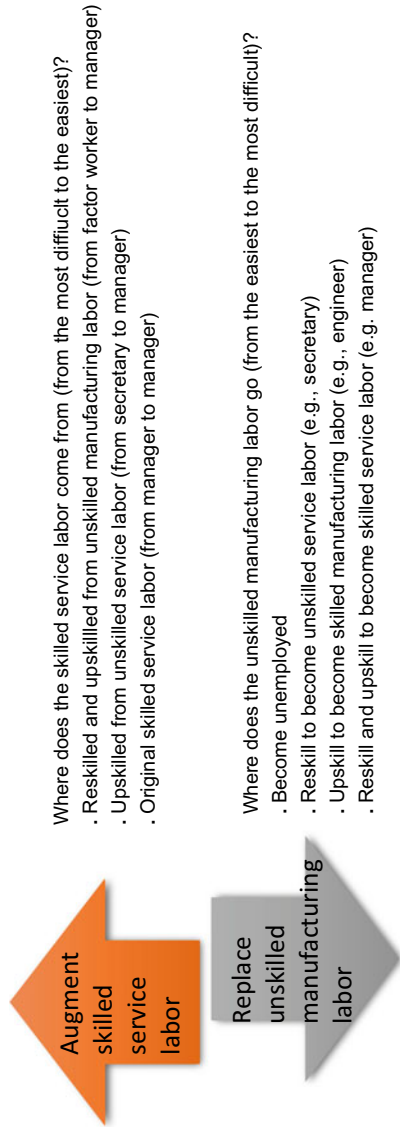 Augment
skilled
service
labor
Where does the skilled service labor come from (from the most diffiuclt to the easiest)?
. Reskilled and upskillled from unskilled manufacturing labor (from factor worker to manager)
. Upskilled from unskilled service labor (from secretary to manager)
. Original skilled service labor (from manager to manager)
Replace
unskilled
manufacturing
labor
Where does the unskilled manufacturing labor go (from the easiest to the most difficult)?
. Become unemployed
. Reskill to become unskilled service labor (e.g., secretary)
. Upskill to become skilled manufacturing labor (e.g., engineer)
. Reskill and upskill to become skilled service labor (e.g. manager)